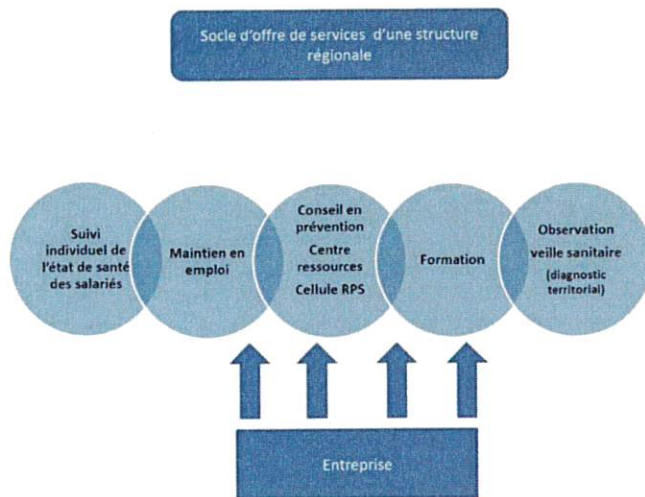 Socle d'offre de services d'une structure
régionale
Suivi
individuel de
l'état de santé
des salariés
Maintien en
emploi
Conseil en
prévention
Centre
ressources
Cellule RPS
Formation
Observation
veille sanitaire
(diagnostic
territorial)
Entreprise